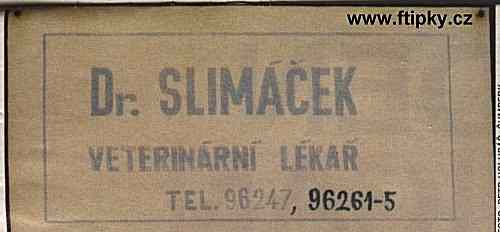 www.ftipky.cz
Dr. SLIMÁČEK
VETERINÁRNÍ LÉKAŘ
TEL. 96247, 96261-5